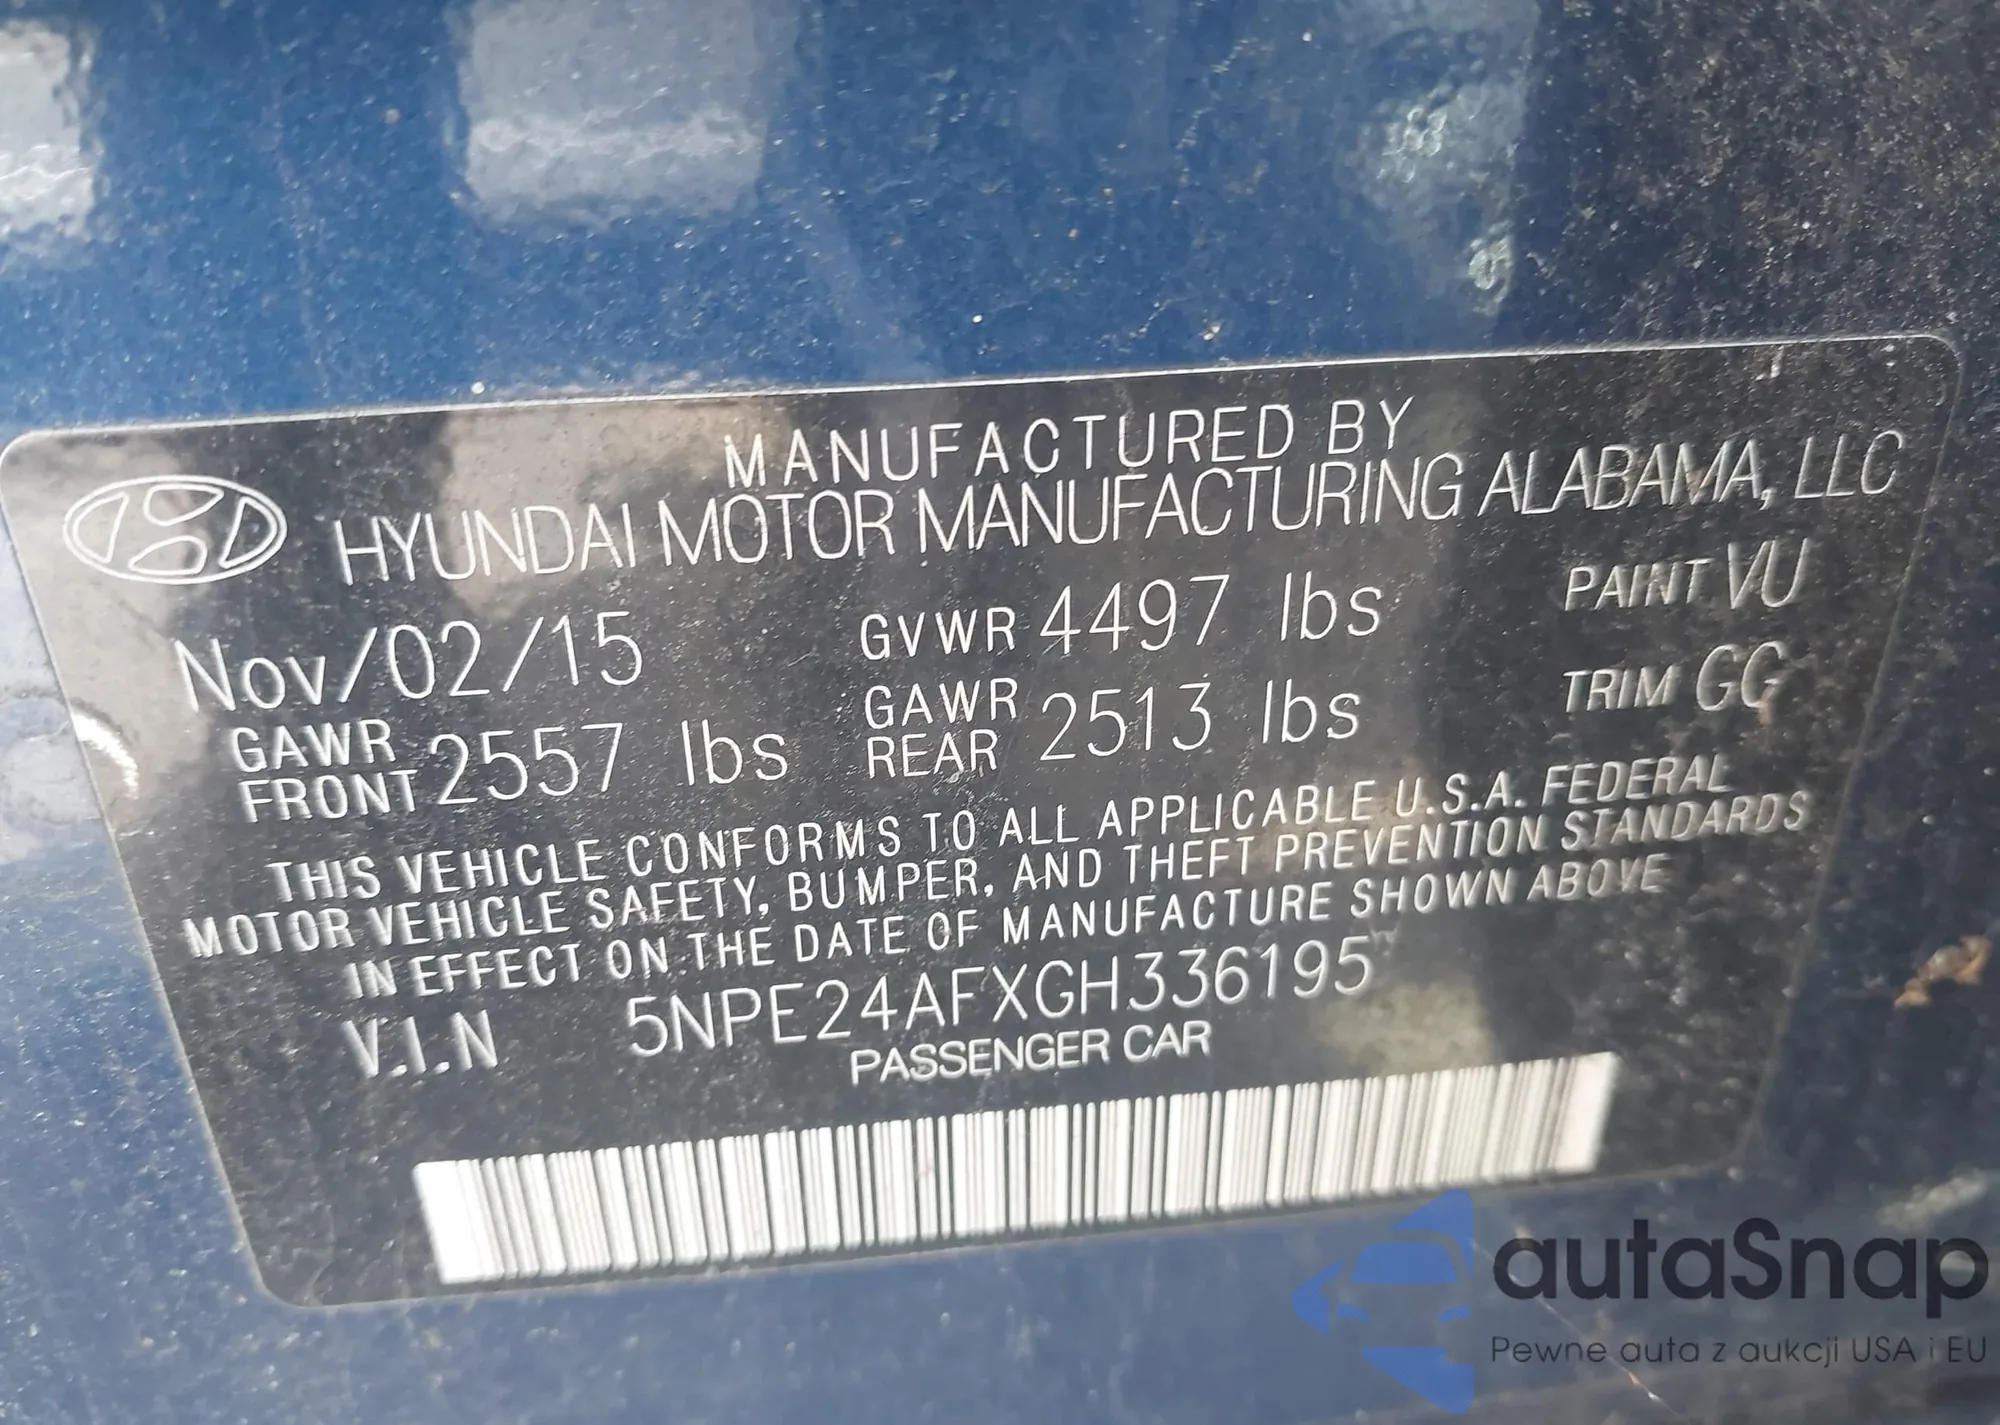 MANUFACTURED BY
HYUNDAI MOTOR MANUFACTURING ALABAMA, LLC
Nov/02/15 GVWR 4497 lbs PAINT VU
GAWR FRONT 2557 lbs GAWR REAR 2513 lbs TRIM GG
THIS VEHICLE CONFORMS TO ALL APPLICABLE U.S.A. FEDERAL
MOTOR VEHICLE SAFETY, BUMPER, AND THEFT PREVENTION STANDARDS
IN EFFECT ON THE DATE OF MANUFACTURE SHOWN ABOVE
V.I.N 5NPE24AFXGH336195
PASSENGER CAR
autaSnap
Pewne auta z aukcji USA i EU